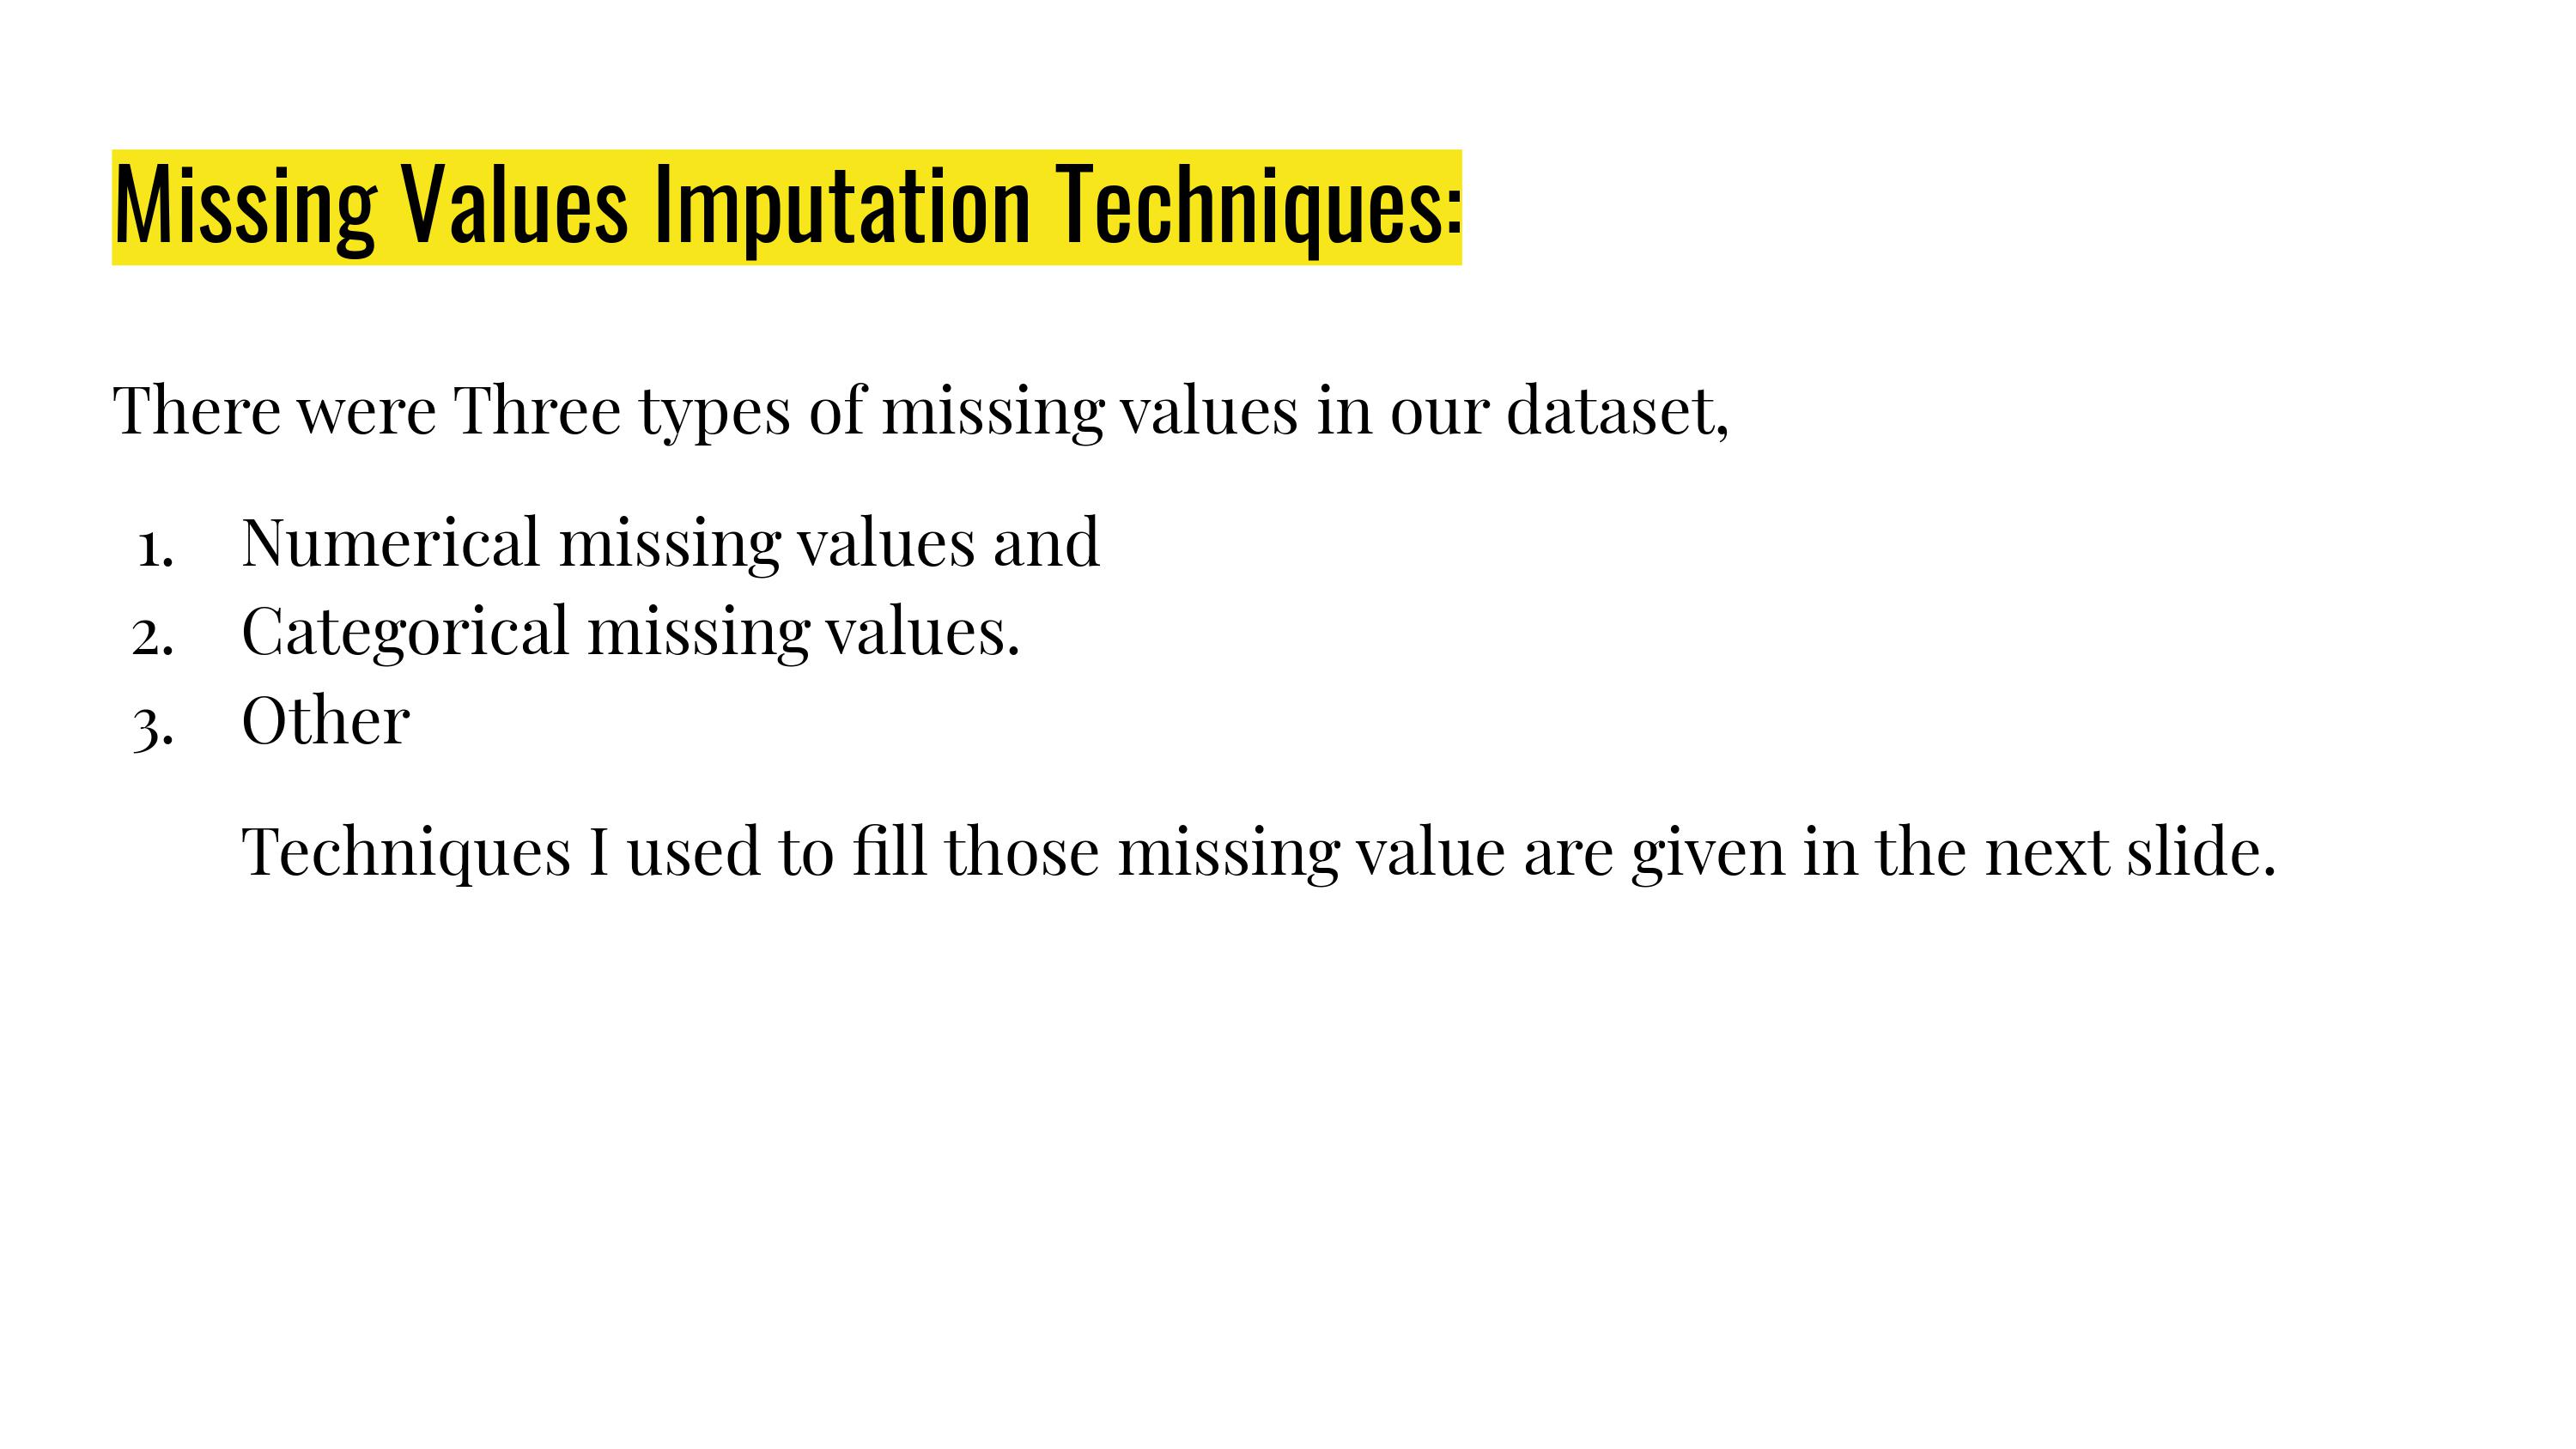 Missing Values Imputation Techniques:
There were Three types of missing values in our dataset,
1. Numerical missing values and
2. Categorical missing values.
3. Other
Techniques I used to fill those missing value are given in the next slide.